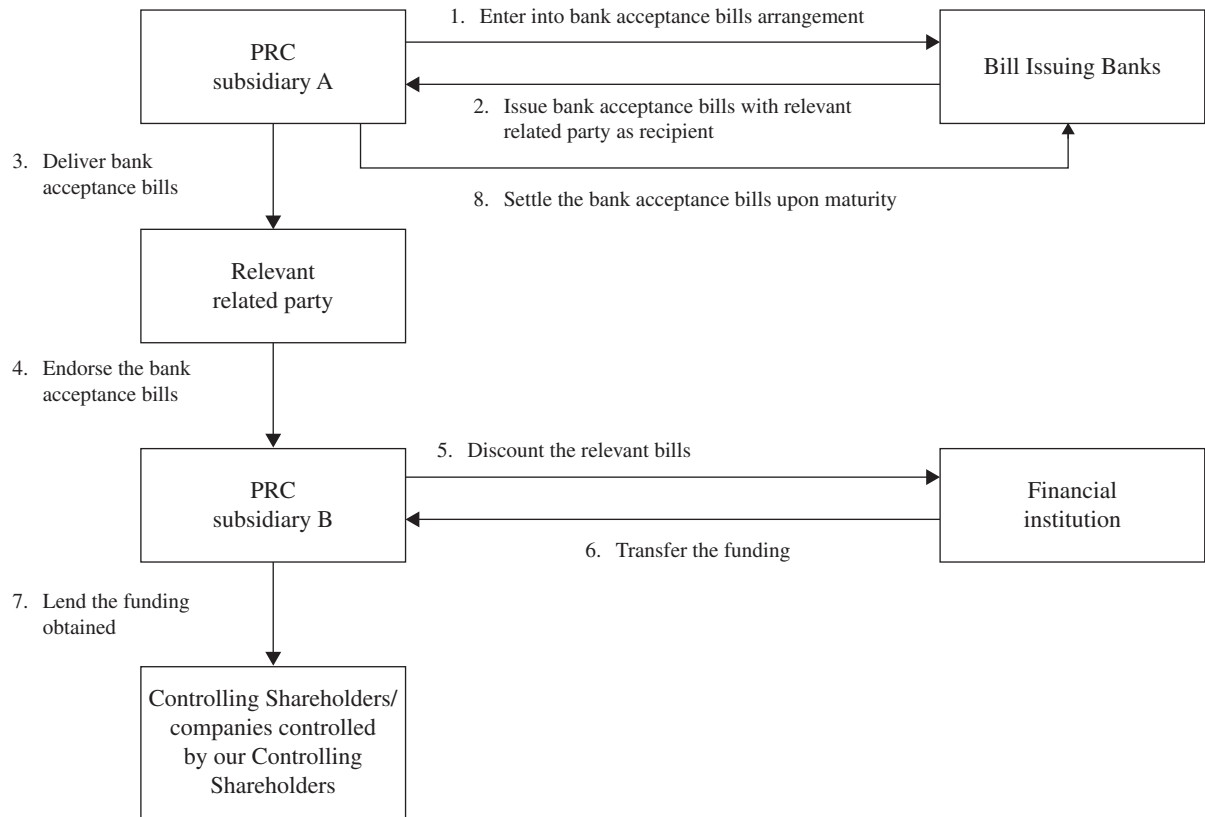 1. Enter into bank acceptance bills arrangement
PRC
subsidiary A
Bill Issuing Banks
2. Issue bank acceptance bills with relevant
related party as recipient
3. Deliver bank
acceptance bills
8. Settle the bank acceptance bills upon maturity
Relevant
related party
4. Endorse the bank
acceptance bills
5. Discount the relevant bills
PRC
subsidiary B
Financial
institution
6. Transfer the funding
7. Lend the funding
obtained
Controlling Shareholders/
companies controlled
by our Controlling
Shareholders